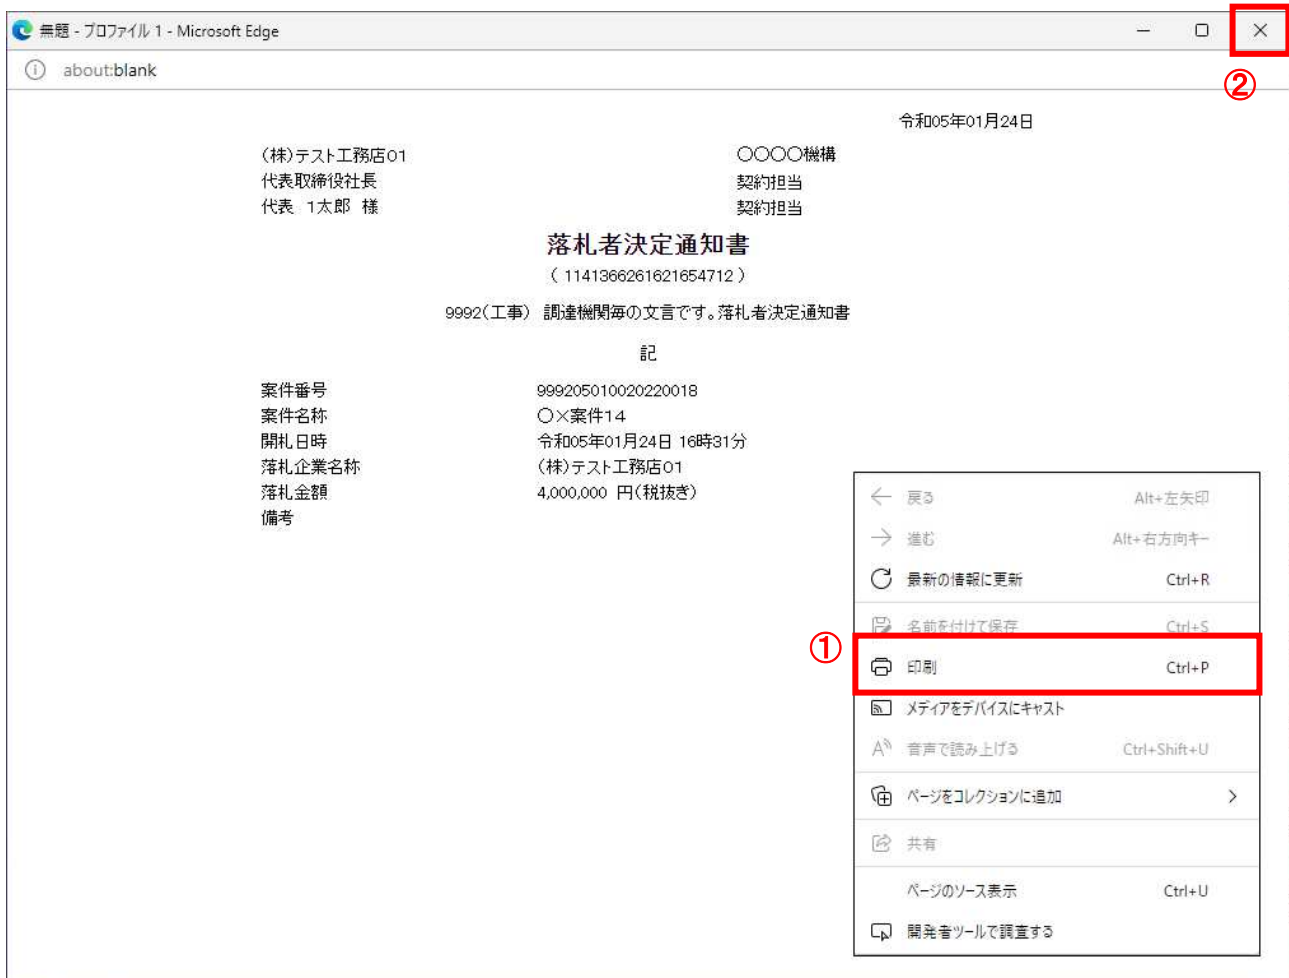 無題 - プロファイル 1 - Microsoft Edge
②
about:blank
令和05年01月24日
(株)テスト工務店01
〇〇〇〇機構
代表取締役社長
契約担当
代表 1太郎 様
契約担当
落札者決定通知書
( 1141366261621654712 )
9992(工事) 調達機関毎の文言です。落札者決定通知書
記
案件番号 999205010020220018
案件名称 〇×案件14
開札日時 令和05年01月24日 16時31分
落札企業名称 (株)テスト工務店01
落札金額 4,000,000 円(税抜き)
備考
戻る Alt+左矢印
進む Alt+右方向キー
最新の情報に更新 Ctrl+R
名前を付けて保存 Ctrl+S
①
印刷 Ctrl+P
メディアをデバイスにキャスト
音声で読み上げる Ctrl+Shift+U
ページをコレクションに追加
共有
ページのソース表示 Ctrl+U
開発者ツールで調査する